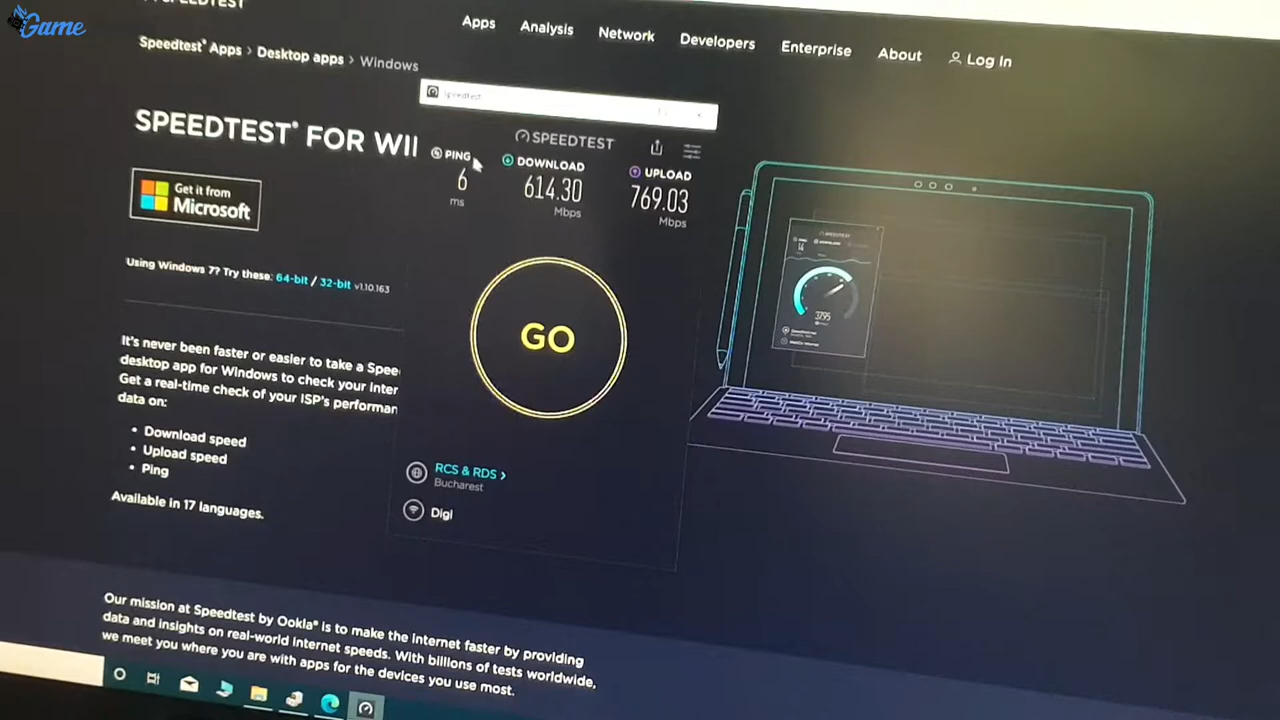 Game
SPEEDTEST
Apps
Analysis
Network
Developers
Enterprise
About
Log In
Speedtest® Apps > Desktop apps > Windows
speedtest
SPEEDTEST® FOR WII
SPEEDTEST
PING
DOWNLOAD
UPLOAD
6
614.30
769.03
ms
Mbps
Mbps
Get it from
Microsoft
Using Windows 7? Try these: 64-bit / 32-bit v1.10.163
GO
It's never been faster or easier to take a Spee
desktop app for Windows to check your inter
Get a real-time check of your ISP's performan
data on:
• Download speed
• Upload speed
• Ping
Available in 17 languages.
RCS & RDS >
Bucharest
Digi
SPEEDTEST
14
Our mission at Speedtest by Ookla® is to make the internet faster by providing
data and insights on real-world internet speeds. With billions of tests worldwide,
we meet you where you are with apps for the devices you use most.